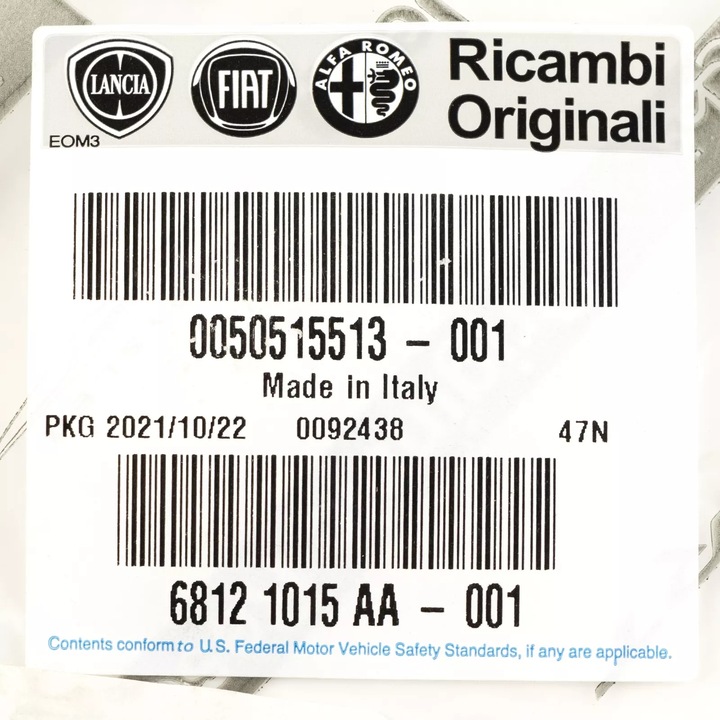 LANCIA FIAT ALFA ROMEO Ricambi
Originali
EOM3
0050515513 - 001
Made in Italy
PKG 2021/10/22 0092438 47N
6812 1015 AA - 001
Contents conform to U.S. Federal Motor Vehicle Safety Standards, if any are applicable.